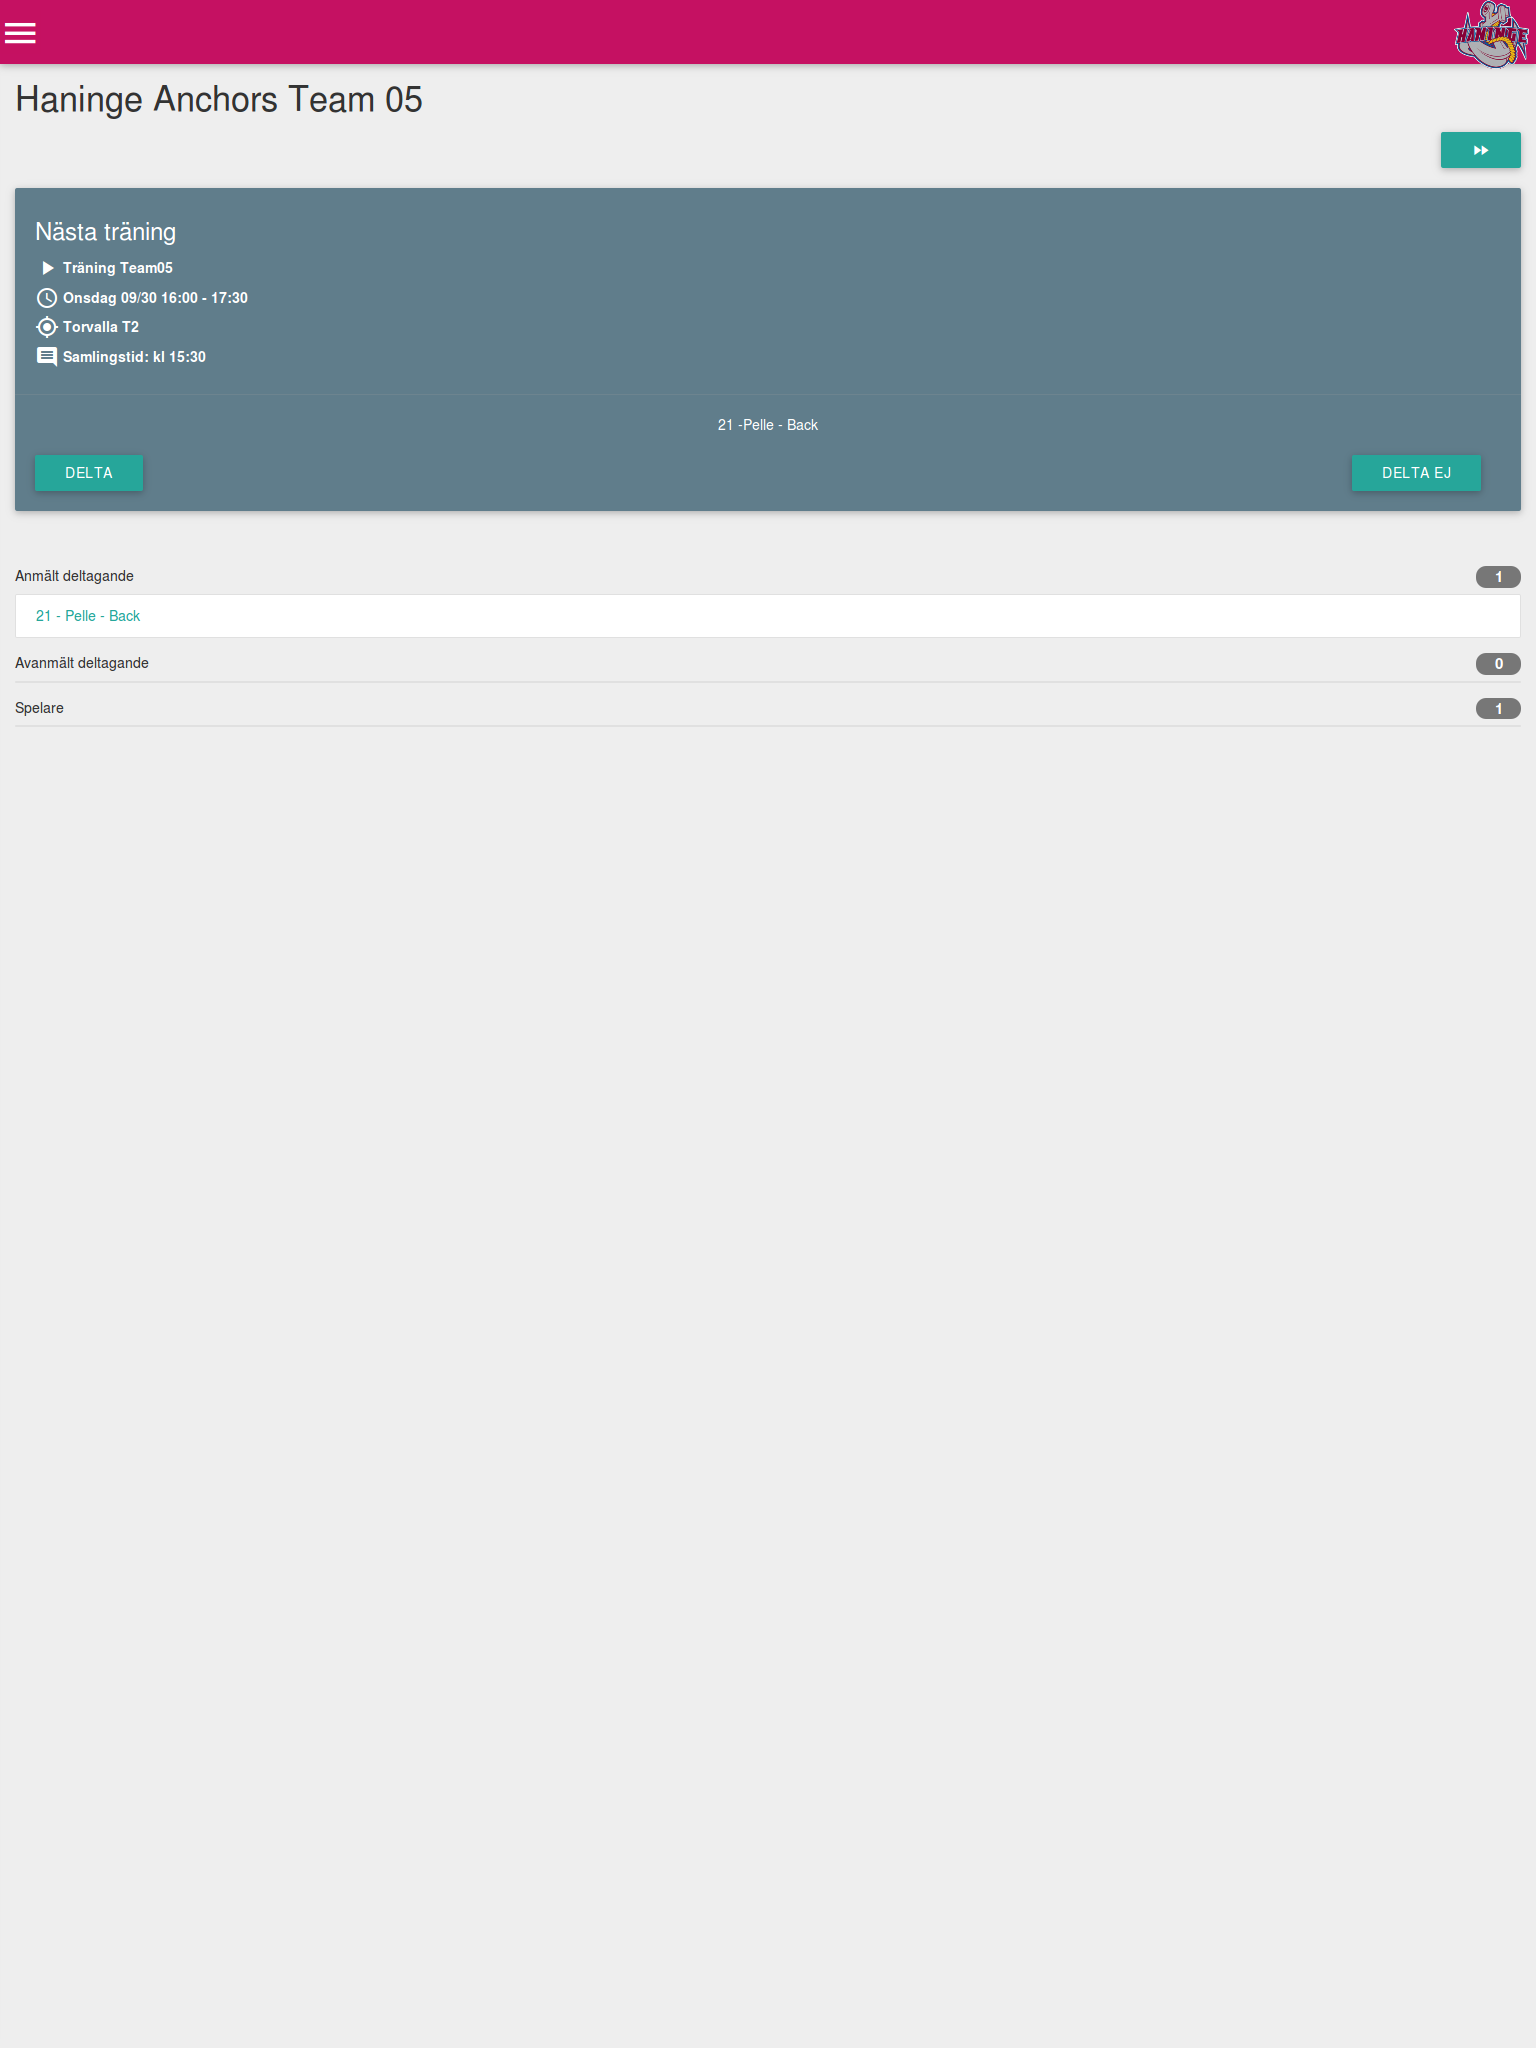 HANINGE
Haninge Anchors Team 05
Nästa träning
Träning Team05
Onsdag 09/30 16:00 - 17:30
Torvalla T2
Samlingstid: kl 15:30
21 -Pelle - Back
DELTA
DELTA EJ
Anmält deltagande
1
21 - Pelle - Back
Avanmält deltagande
0
Spelare
1